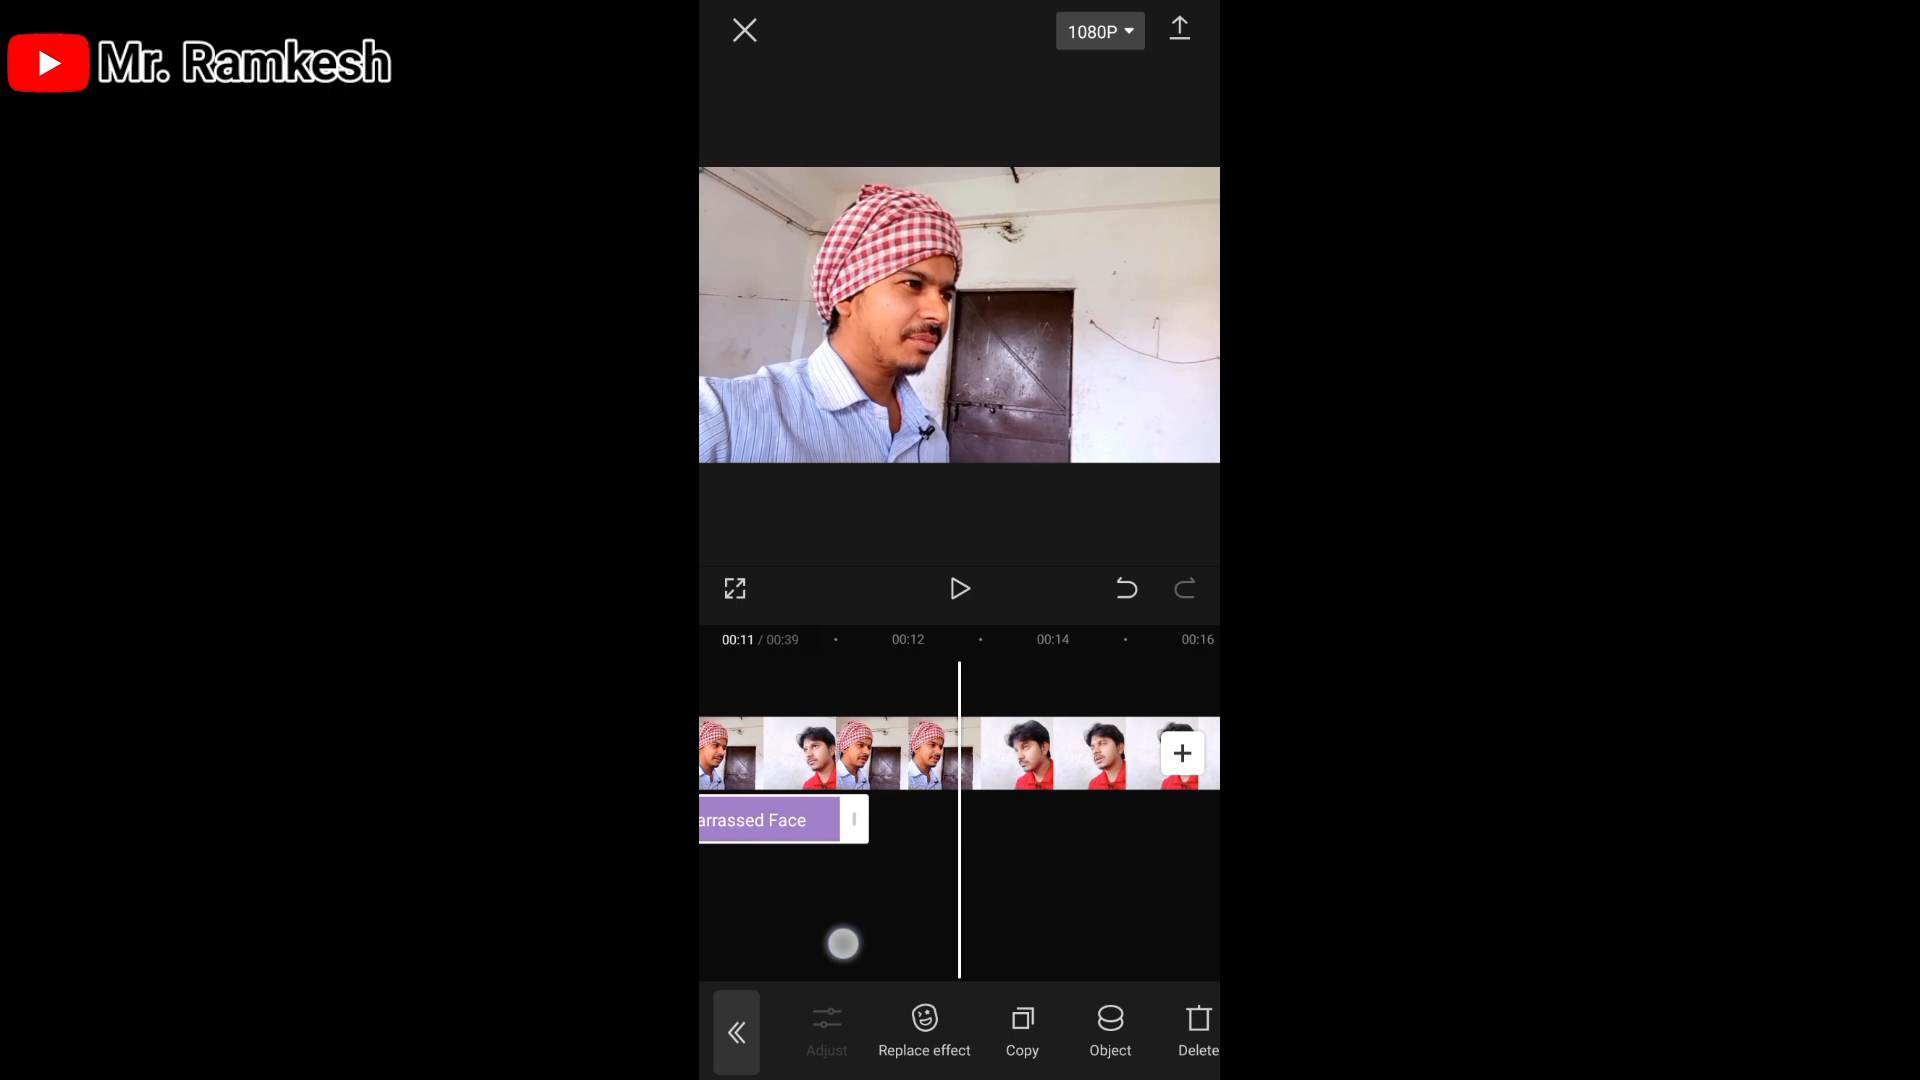 Mr. Ramkesh
1080P
00:11 / 00:39
00:12
00:14
00:16
arrassed Face
Adjust
Replace effect
Copy
Object
Delete